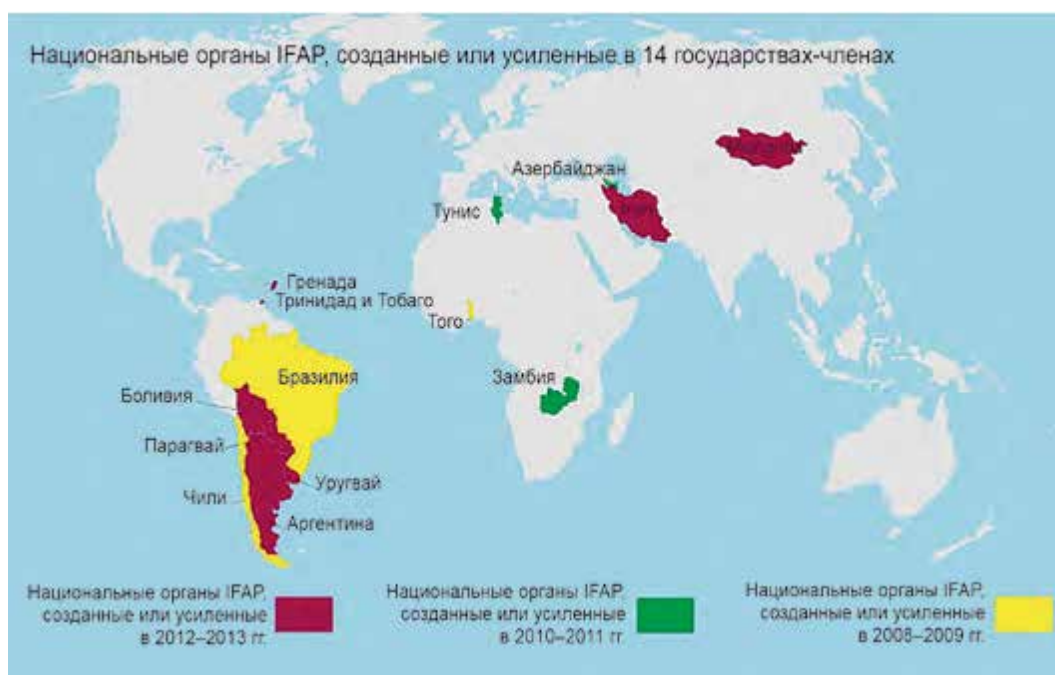 Национальные органы IFAP, созданные или усиленные в 14 государствах-членах
Монголия
Азербайджан
Иран
Тунис
Гренада
Тринидад и Тобаго
Того
Бразилия
Замбия
Боливия
Парагвай
Уругвай
Чили
Аргентина
Национальные органы IFAP,
созданные или усиленные
в 2012–2013 гг.
Национальные органы IFAP,
созданные или усиленные
в 2010–2011 гг.
Национальные органы IFAP,
созданные или усиленные
в 2008–2009 гг.